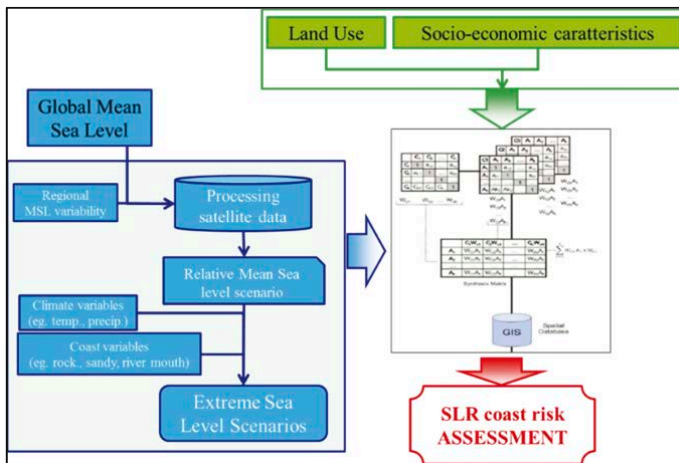 Land Use
Socio-economic caratteristics
Global Mean
Sea Level
Regional
MSL variability
Processing
satellite data
Relative Mean Sea
level scenario
Climate variables
(eg. temp., precip.)
Coast variables
(eg. rock., sandy, river mouth)
Extreme Sea
Level Scenarios
Synthesis Matrix
GIS
Spatial
Database
SLR coast risk
ASSESSMENT